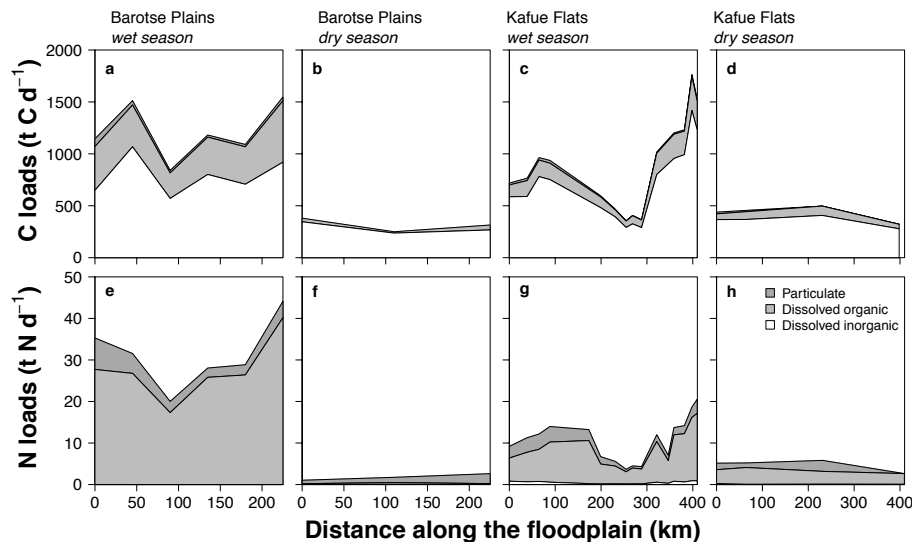 Barotse Plains
wet season
Barotse Plains
dry season
Kafue Flats
wet season
Kafue Flats
dry season
C loads (t C d⁻¹)
2000
1500
1000
500
0
a
b
c
d
N loads (t N d⁻¹)
50
40
30
20
10
0
e
f
g
h
Particulate
Dissolved organic
Dissolved inorganic
0 50 100 150 200
0 50 100 150 200
0 100 200 300 400
0 100 200 300 400
Distance along the floodplain (km)